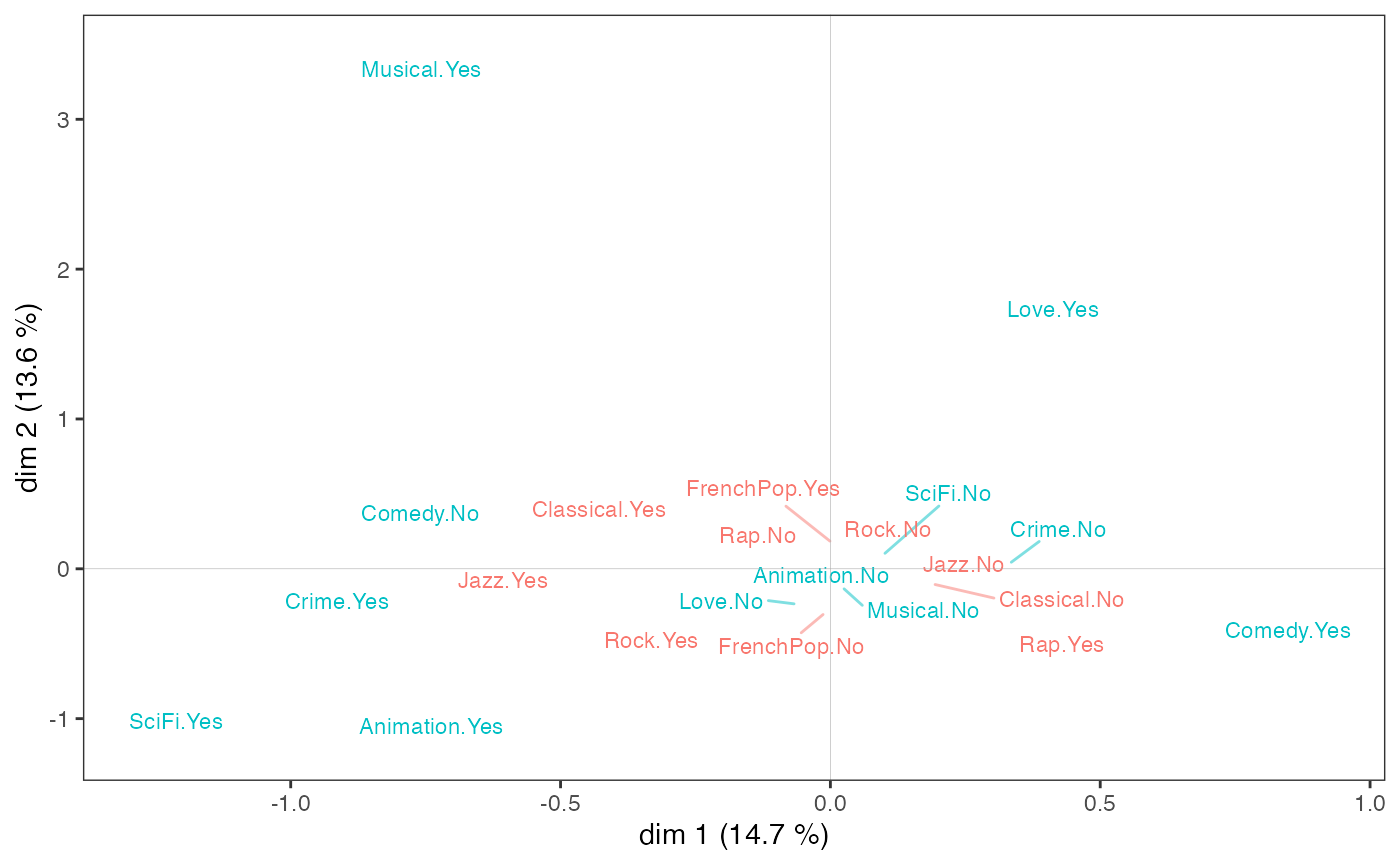 Musical.Yes
3
2
Love.Yes
1
FrenchPop.Yes
SciFi.No
Comedy.No
Classical.Yes
Rap.No
Rock.No
Crime.No
0
Jazz.No
Jazz.Yes
Animation.No
Crime.Yes
Love.No
Classical.No
Musical.No
Comedy.Yes
Rock.Yes
FrenchPop.No
Rap.Yes
-1
SciFi.Yes
Animation.Yes
dim 2 (13.6 %)
-1.0
-0.5
0.0
0.5
1.0
dim 1 (14.7 %)